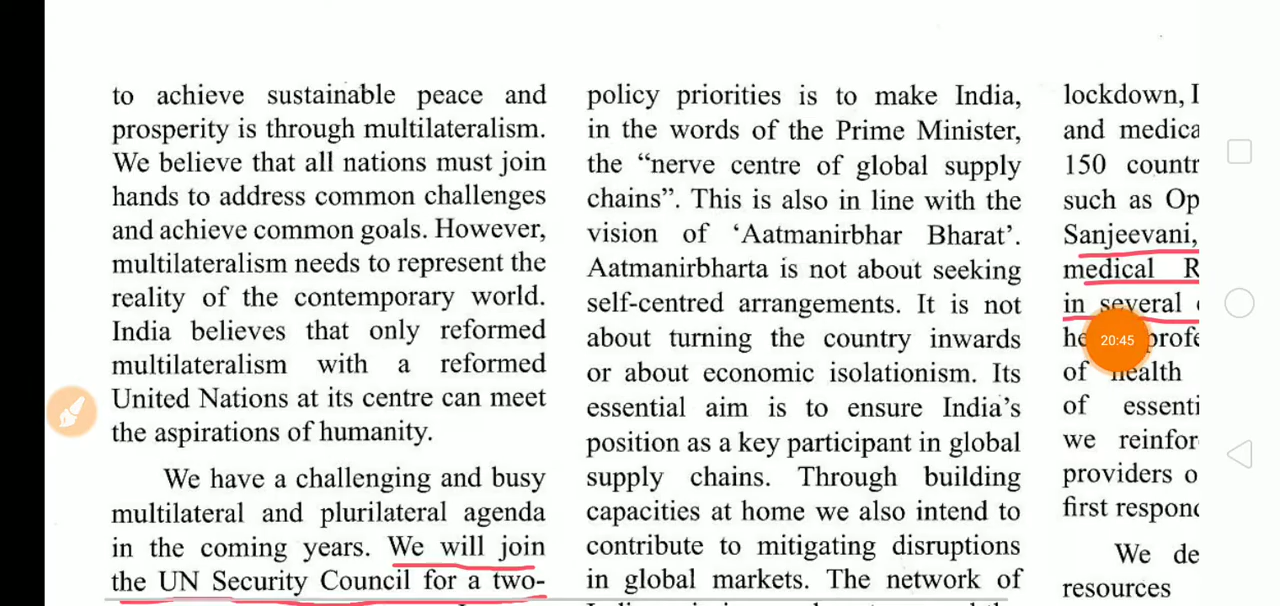 to achieve sustainable peace and
prosperity is through multilateralism.
We believe that all nations must join
hands to address common challenges
and achieve common goals. However,
multilateralism needs to represent the
reality of the contemporary world.
India believes that only reformed
multilateralism with a reformed
United Nations at its centre can meet
the aspirations of humanity.
We have a challenging and busy
multilateral and plurilateral agenda
in the coming years. We will join
the UN Security Council for a two-
policy priorities is to make India,
in the words of the Prime Minister,
the “nerve centre of global supply
chains”. This is also in line with the
vision of ‘Aatmanirbhar Bharat’.
Aatmanirbharta is not about seeking
self-centred arrangements. It is not
about turning the country inwards
or about economic isolationism. Its
essential aim is to ensure India’s
position as a key participant in global
supply chains. Through building
capacities at home we also intend to
contribute to mitigating disruptions
in global markets. The network of
lockdown, I
and medica
150 countr
such as Op
Sanjeevani,
medical R
in several
he profe
of health
of essenti
we reinfor
providers o
first respon
We de
resources
20:45